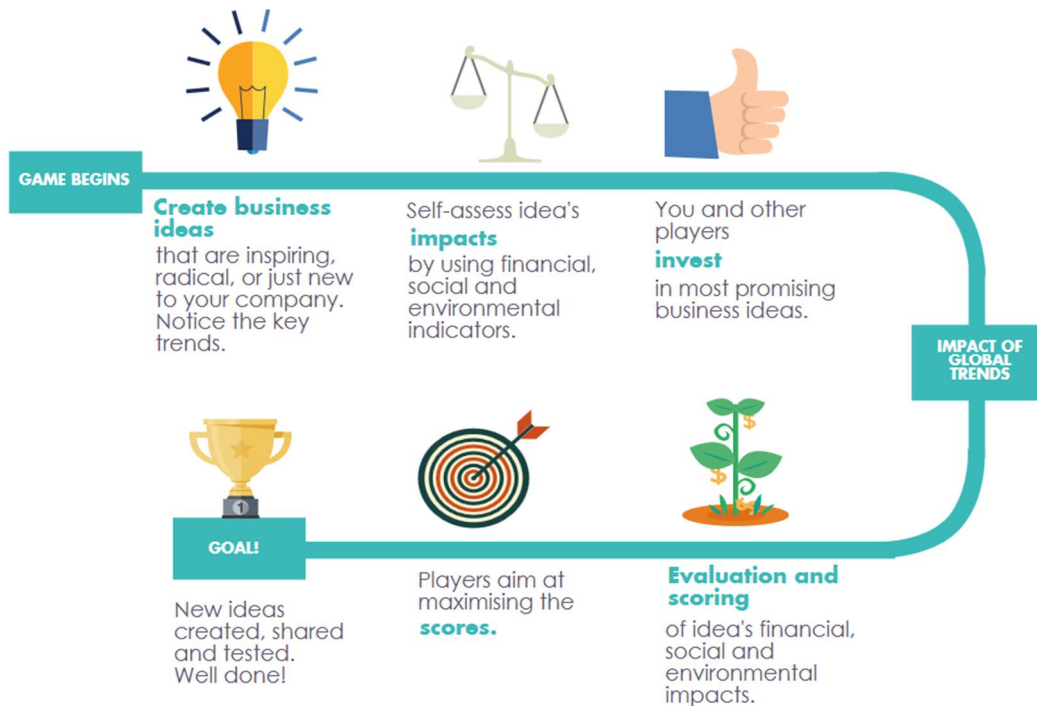 GAME BEGINS
Create business
ideas
that are inspiring,
radical, or just new
to your company.
Notice the key
trends.
Self-assess idea's
impacts
by using financial,
social and
environmental
indicators.
You and other
players
invest
in most promising
business ideas.
IMPACT OF
GLOBAL
TRENDS
$
$
Evaluation and
scoring
of idea's financial,
social and
environmental
impacts.
Players aim at
maximising the
scores.
1
GOAL!
New ideas
created, shared
and tested.
Well done!